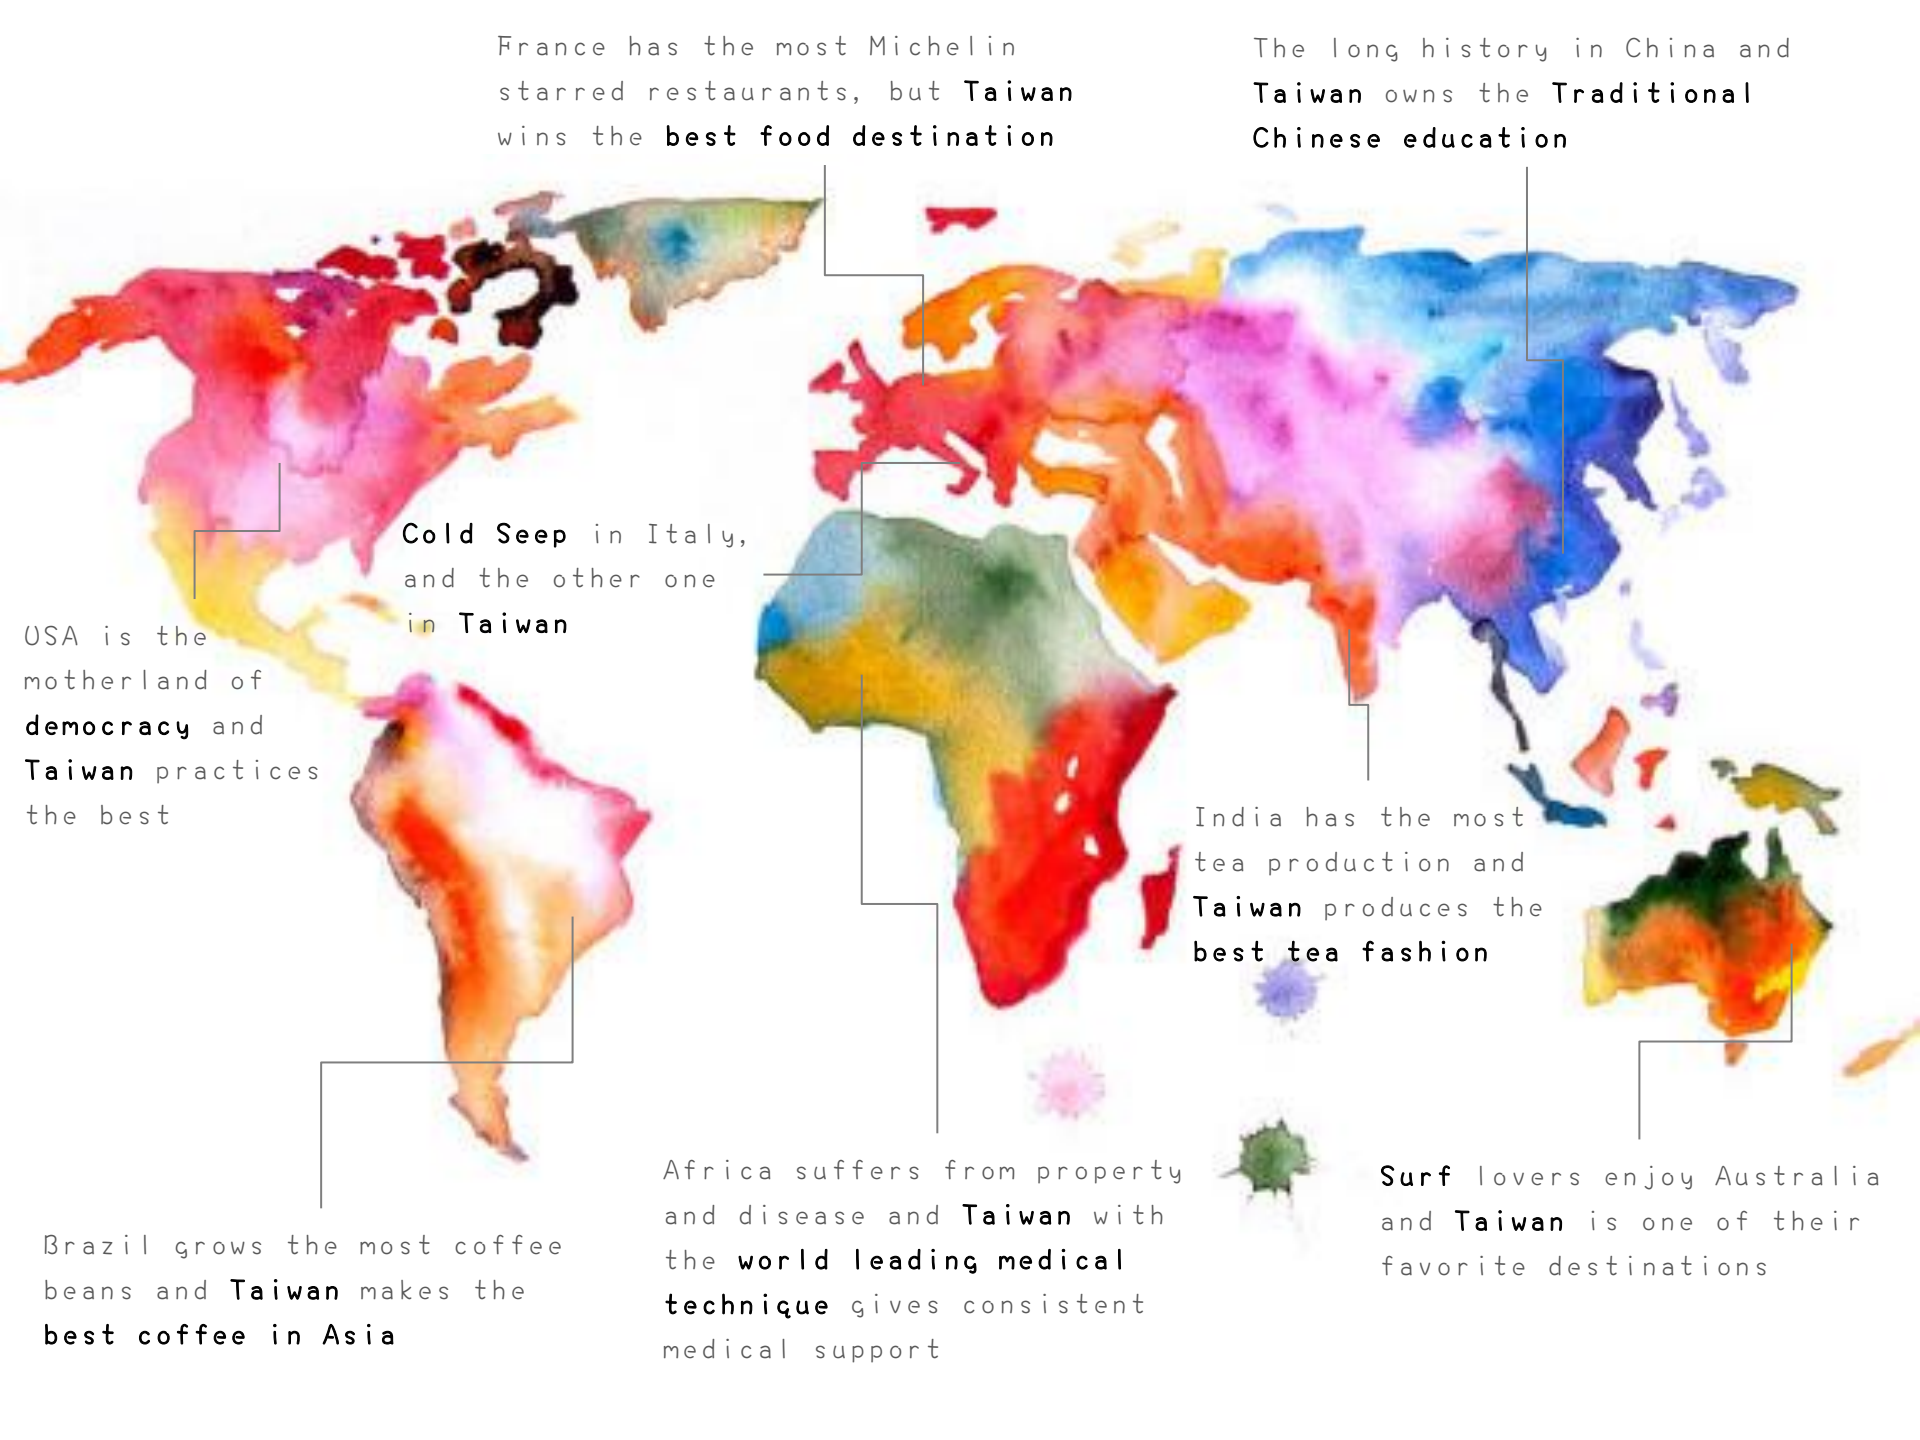 France has the most Michelin
starred restaurants, but Taiwan
wins the best food destination
The long history in China and
Taiwan owns the Traditional
Chinese education
Cold Seep in Italy,
and the other one
in Taiwan
USA is the
motherland of
democracy and
Taiwan practices
the best
India has the most
tea production and
Taiwan produces the
best tea fashion
Brazil grows the most coffee
beans and Taiwan makes the
best coffee in Asia
Africa suffers from property
and disease and Taiwan with
the world leading medical
technique gives consistent
medical support
Surf lovers enjoy Australia
and Taiwan is one of their
favorite destinations